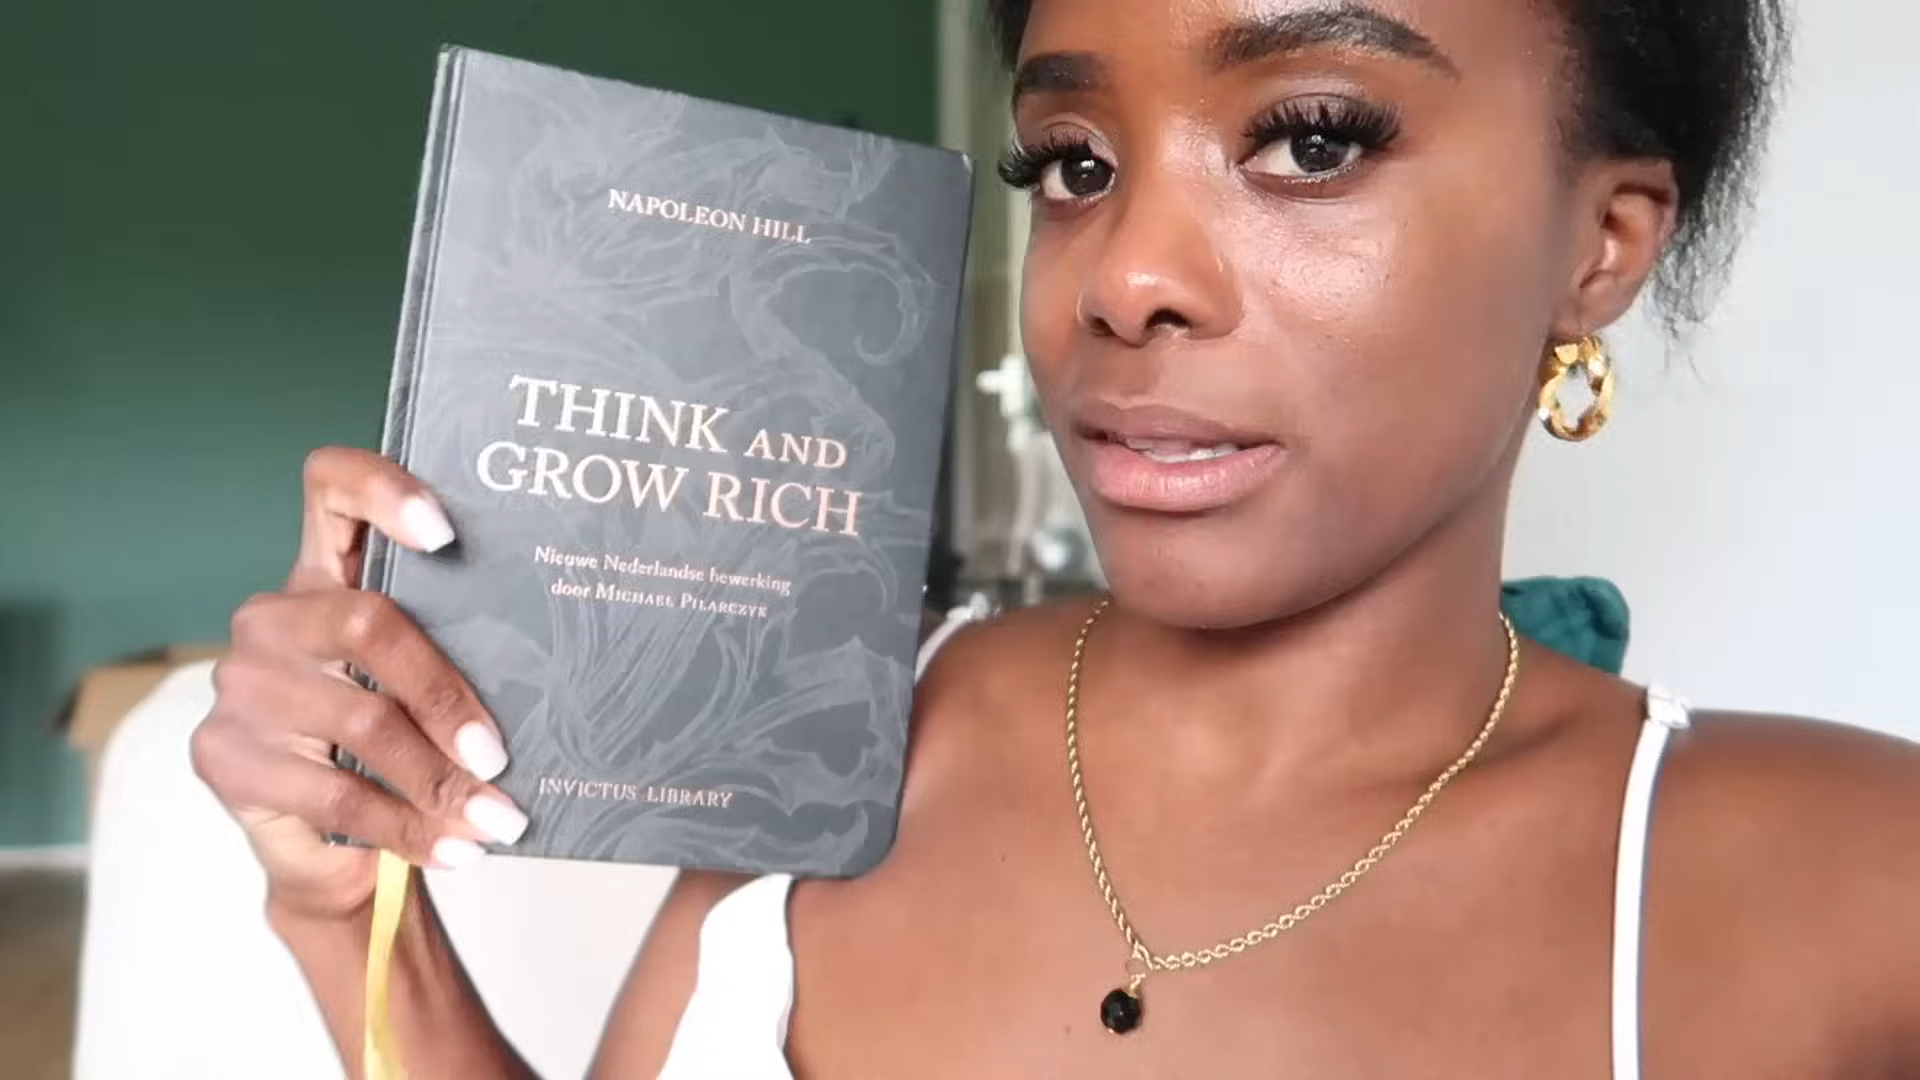 NAPOLEON HILL
THINK AND
GROW RICH
Nieuwe Nederlandse bewerking
door MICHAEL PILARCZYK
INVICTUS LIBRARY